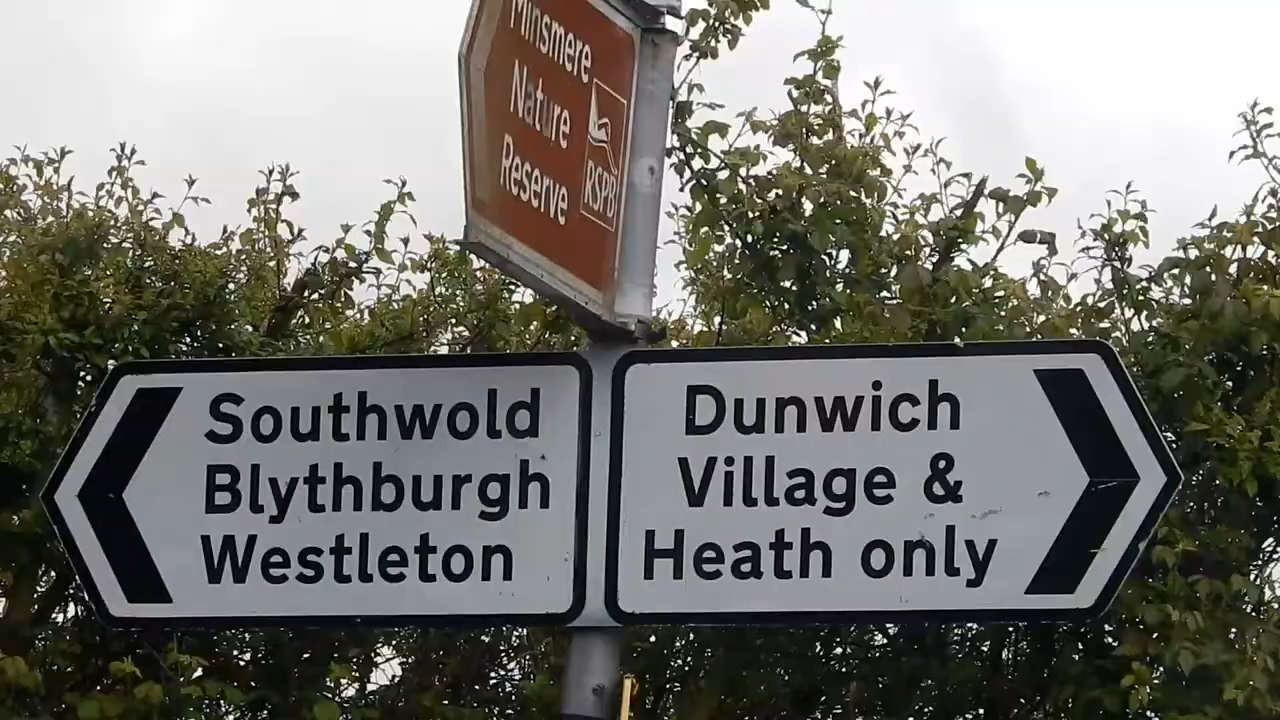 Minsmere
Nature
Reserve
RSPB
Southwold
Blythburgh
Westleton
Dunwich
Village &
Heath only